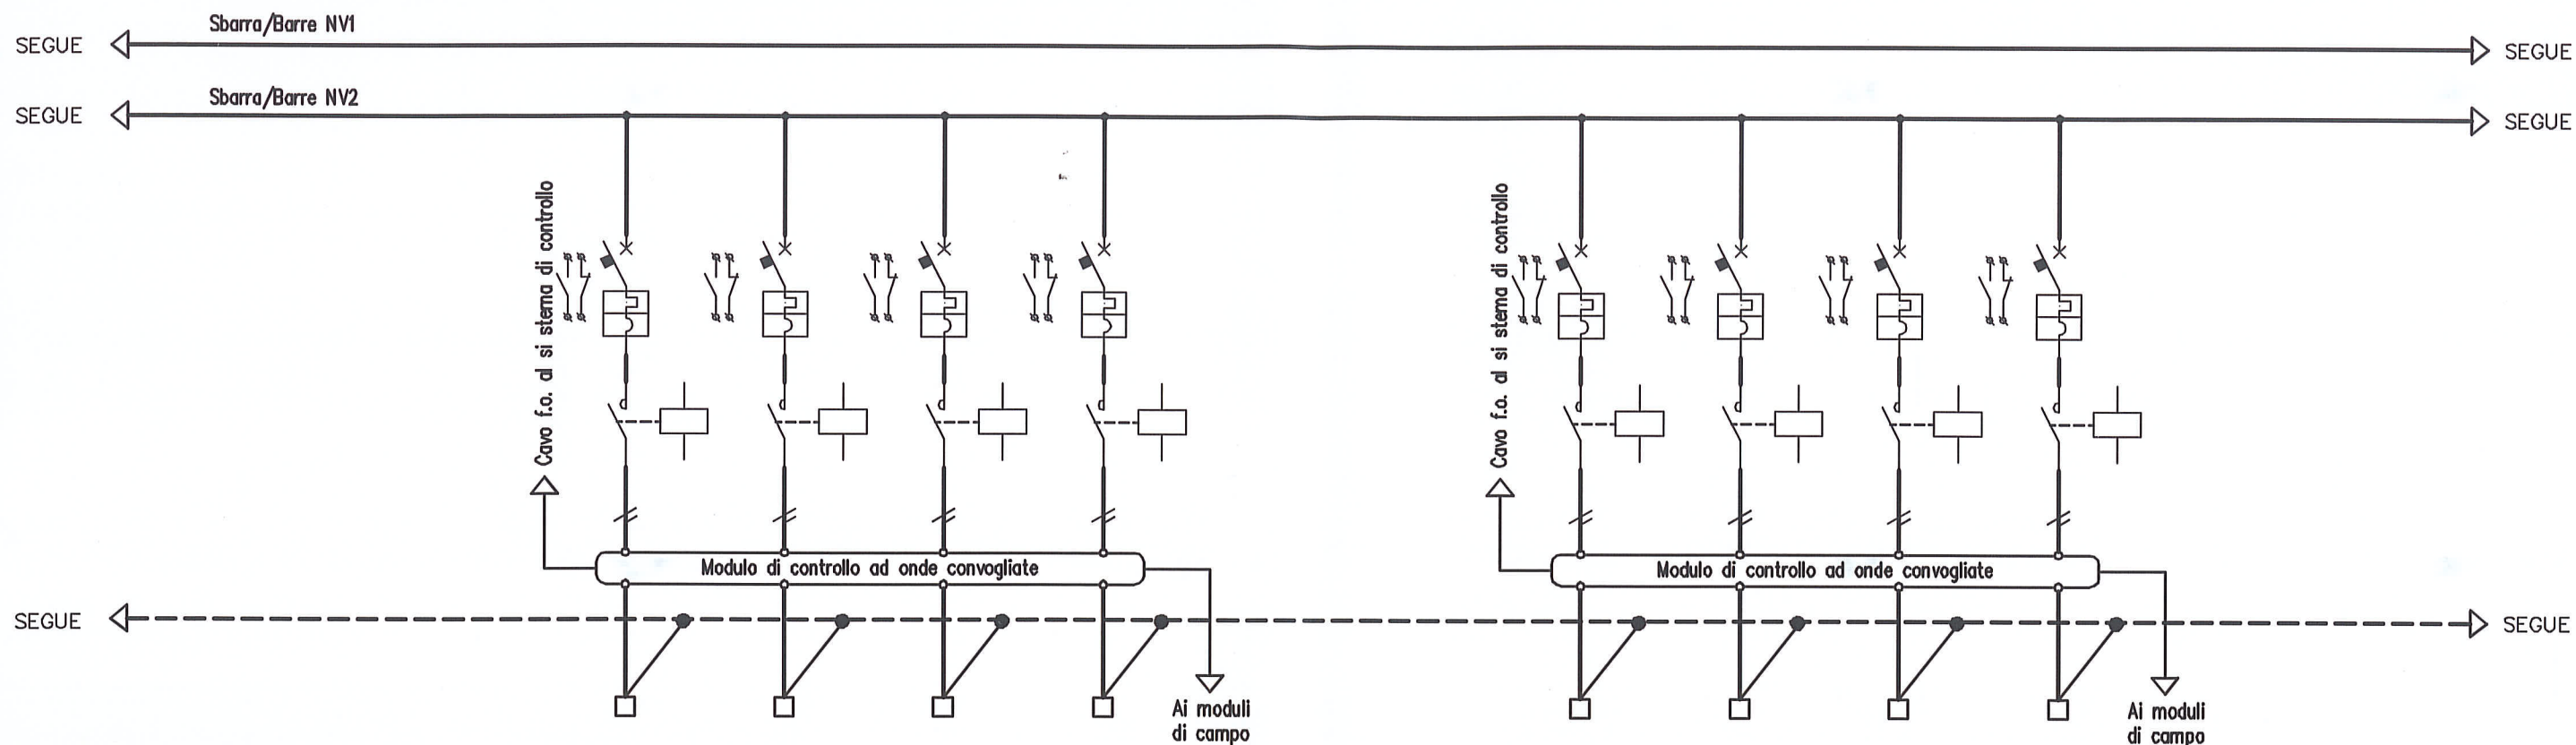 Sbarra/Barre NV1
SEGUE
SEGUE
Sbarra/Barre NV2
SEGUE
SEGUE
Cavo f.o. al si stema di controllo
Cavo f.o. al si stema di controllo
Modulo di controllo ad onde convogliate
Modulo di controllo ad onde convogliate
SEGUE
SEGUE
Ai moduli
di campo
Ai moduli
di campo